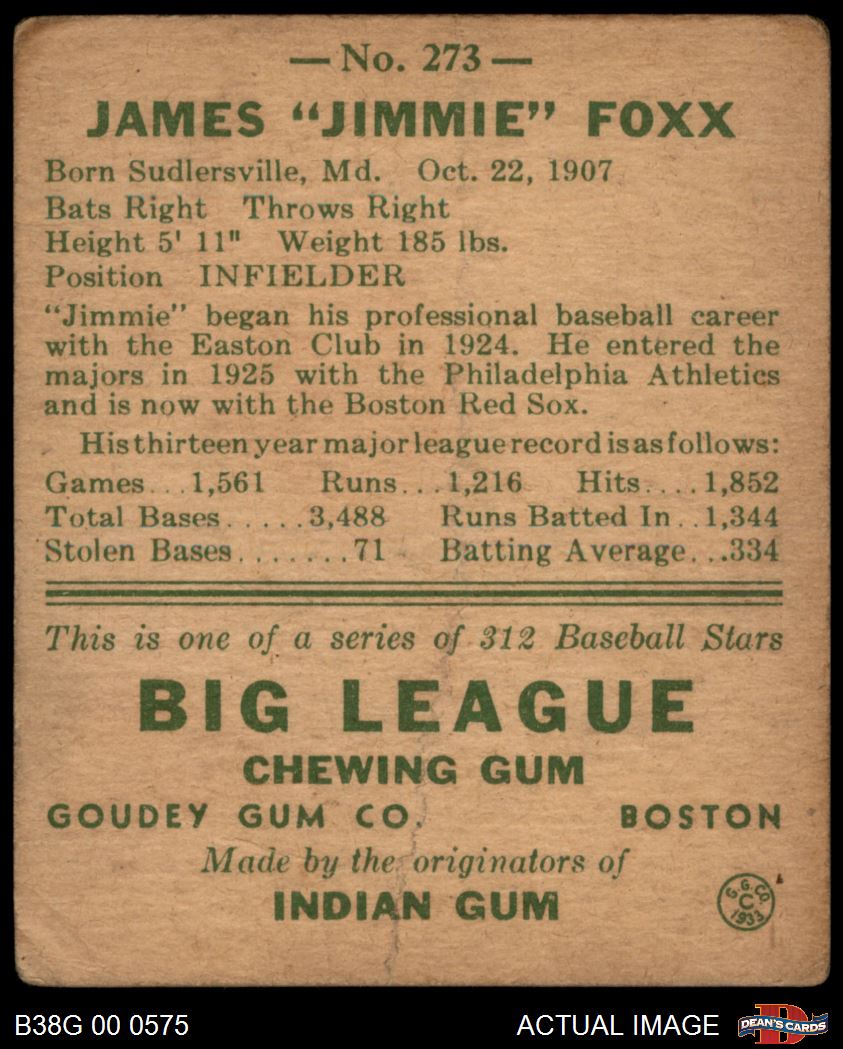 — No. 273 —
JAMES "JIMMIE" FOXX
Born Sudlersville, Md. Oct. 22, 1907
Bats Right Throws Right
Height 5' 11" Weight 185 lbs.
Position INFIELDER
"Jimmie" began his professional baseball career
with the Easton Club in 1924. He entered the
majors in 1925 with the Philadelphia Athletics
and is now with the Boston Red Sox.
His thirteen year major league record is as follows:
Games...1,561 Runs...1,216 Hits....1,852
Total Bases.....3,488 Runs Batted In..1,344
Stolen Bases.......71 Batting Average...334
This is one of a series of 312 Baseball Stars
BIG LEAGUE
CHEWING GUM
GOUDEY GUM CO. BOSTON
Made by the originators of
INDIAN GUM
G.G.CO.
C
1933
B38G 00 0575 ACTUAL IMAGE
D
DEAN'S CARDS